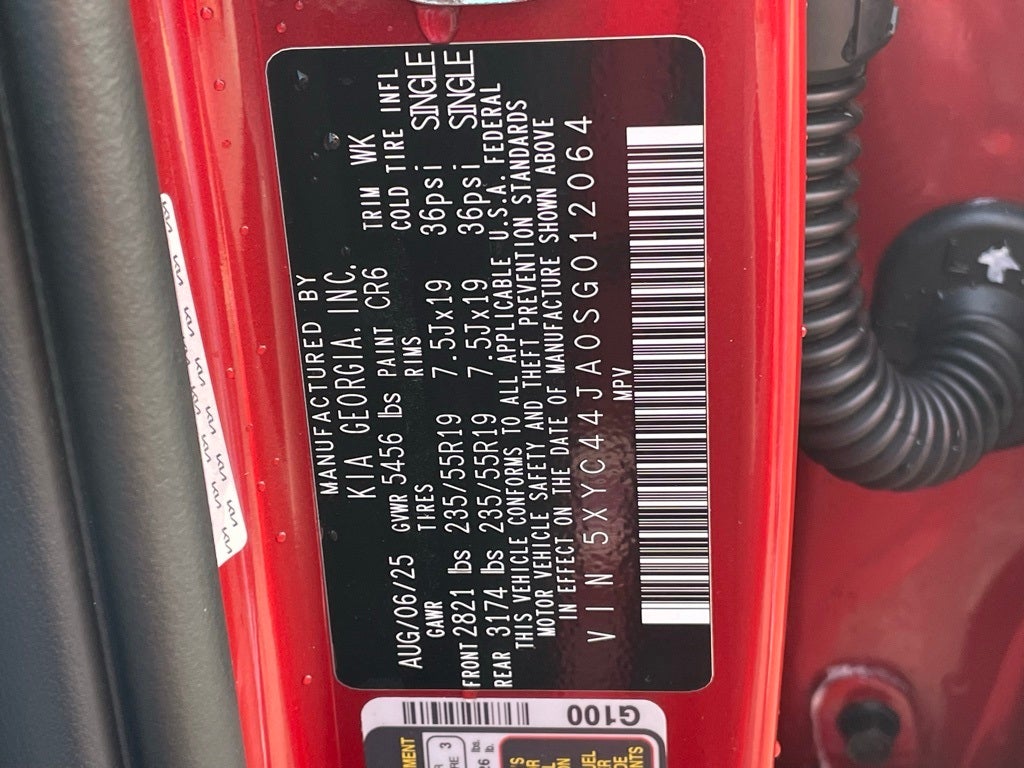 MANUFACTURED BY
KIA GEORGIA, INC.
AUG/06/25 GVWR 5456 lbs PAINT CR6 TRIM WK
GAWR TIRES RIMS COLD TIRE INFL
FRONT 2821 lbs 235/55R19 7.5Jx19 36psi SINGLE
REAR 3174 lbs 235/55R19 7.5Jx19 36psi SINGLE
THIS VEHICLE CONFORMS TO ALL APPLICABLE U.S.A. FEDERAL
MOTOR VEHICLE SAFETY AND THEFT PREVENTION STANDARDS
IN EFFECT ON THE DATE OF MANUFACTURE SHOWN ABOVE
VIN 5XYC44JA0SG012064
MPV
G100
3